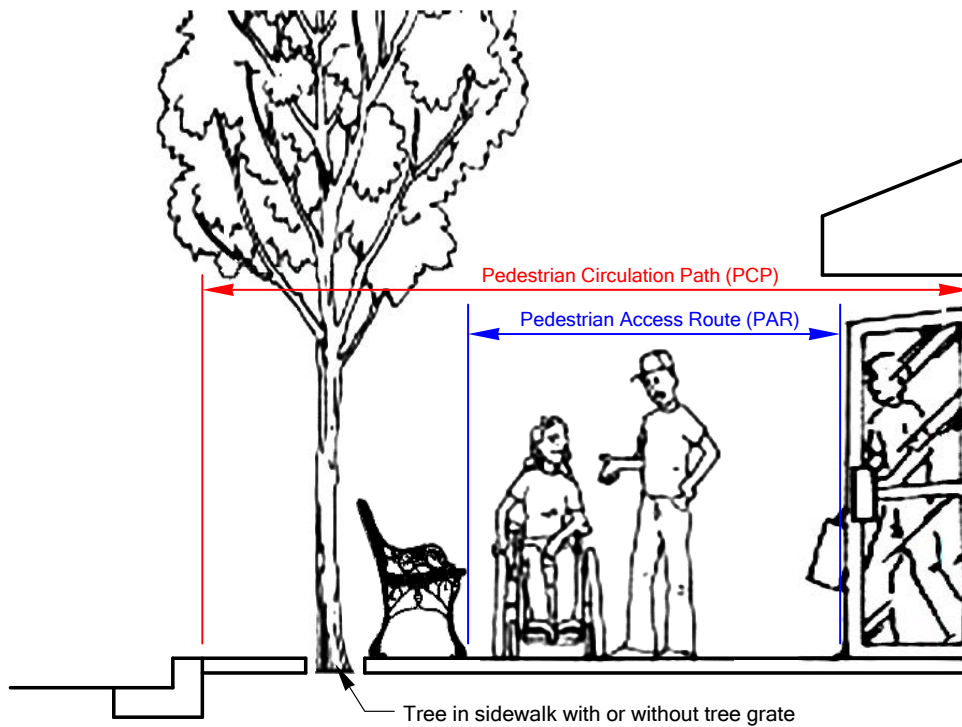 Pedestrian Circulation Path (PCP)
Pedestrian Access Route (PAR)
Tree in sidewalk with or without tree grate